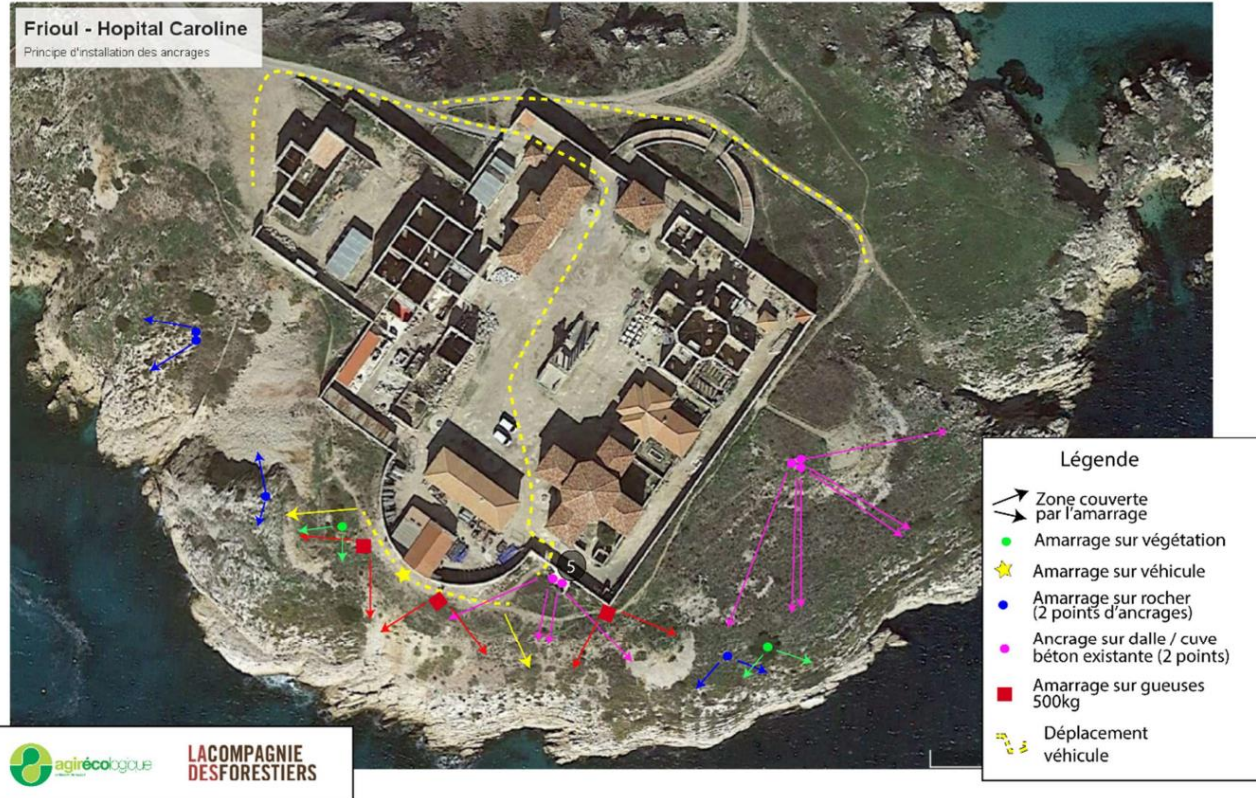 Frioul - Hopital Caroline
Principe d'installation des ancrages
5
Légende
Zone couverte
par l'amarrage
Amarrage sur végétation
Amarrage sur véhicule
Amarrage sur rocher
(2 points d'ancrages)
Ancrage sur dalle / cuve
béton existante (2 points)
Amarrage sur gueuses
500kg
Déplacement
véhicule
agirécologique
LACOMPAGNIE
DESFORESTIERS